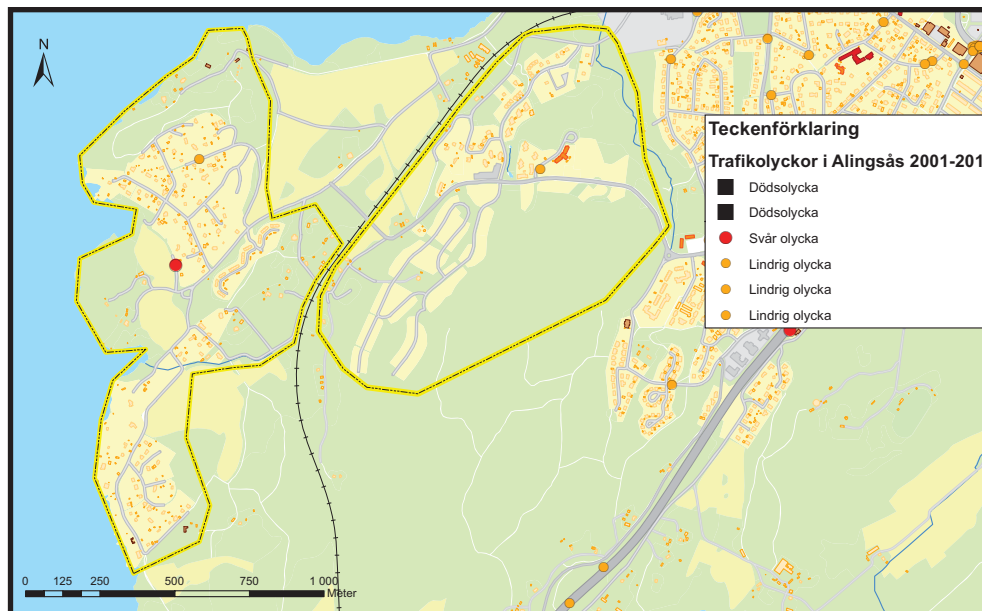 N
Teckenförklaring
Trafikolyckor i Alingsås 2001-201
Dödsolycka
Dödsolycka
Svår olycka
Lindrig olycka
Lindrig olycka
Lindrig olycka
0 125 250 500 750 1 000
Meter